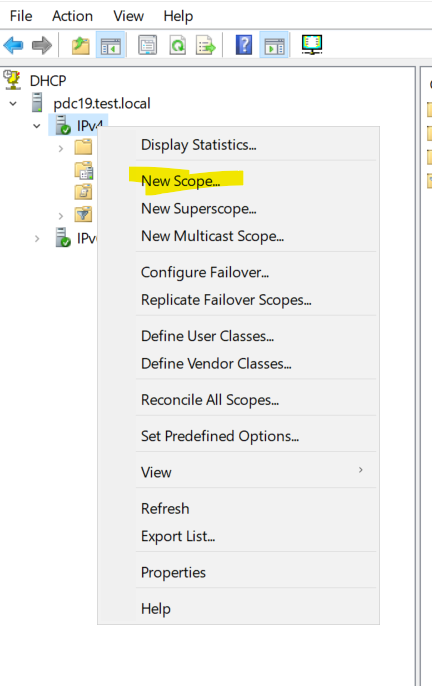 File Action View Help
DHCP
pdc19.test.local
IPv4
Display Statistics...
New Scope...
New Superscope...
New Multicast Scope...
IPv
Configure Failover...
Replicate Failover Scopes...
Define User Classes...
Define Vendor Classes...
Reconcile All Scopes...
Set Predefined Options...
View
Refresh
Export List...
Properties
Help